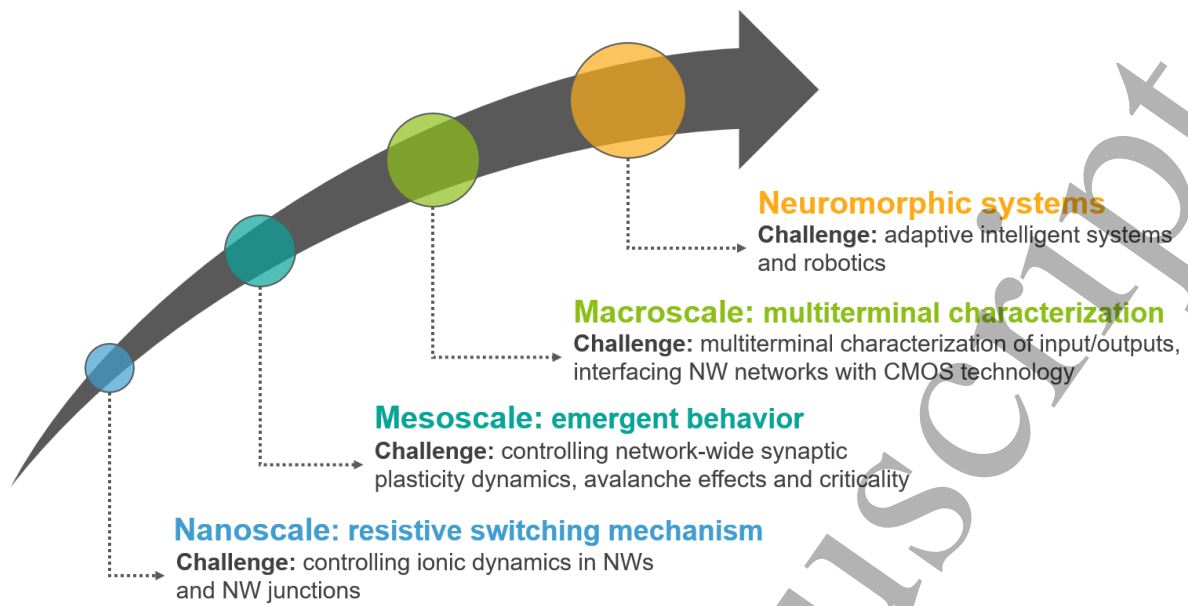 Neuromorphic systems
Challenge: adaptive intelligent systems
and robotics
Macroscale: multiterminal characterization
Challenge: multiterminal characterization of input/outputs,
interfacing NW networks with CMOS technology
Mesoscale: emergent behavior
Challenge: controlling network-wide synaptic
plasticity dynamics, avalanche effects and criticality
Nanoscale: resistive switching mechanism
Challenge: controlling ionic dynamics in NWs
and NW junctions
uscript